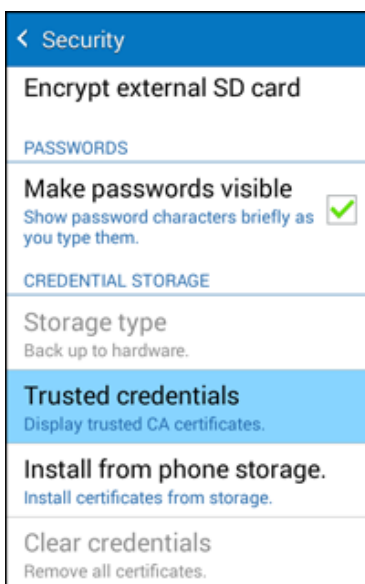 Security
Encrypt external SD card
PASSWORDS
Make passwords visible
Show password characters briefly as
you type them.
CREDENTIAL STORAGE
Storage type
Back up to hardware.
Trusted credentials
Display trusted CA certificates.
Install from phone storage.
Install certificates from storage.
Clear credentials
Remove all certificates.